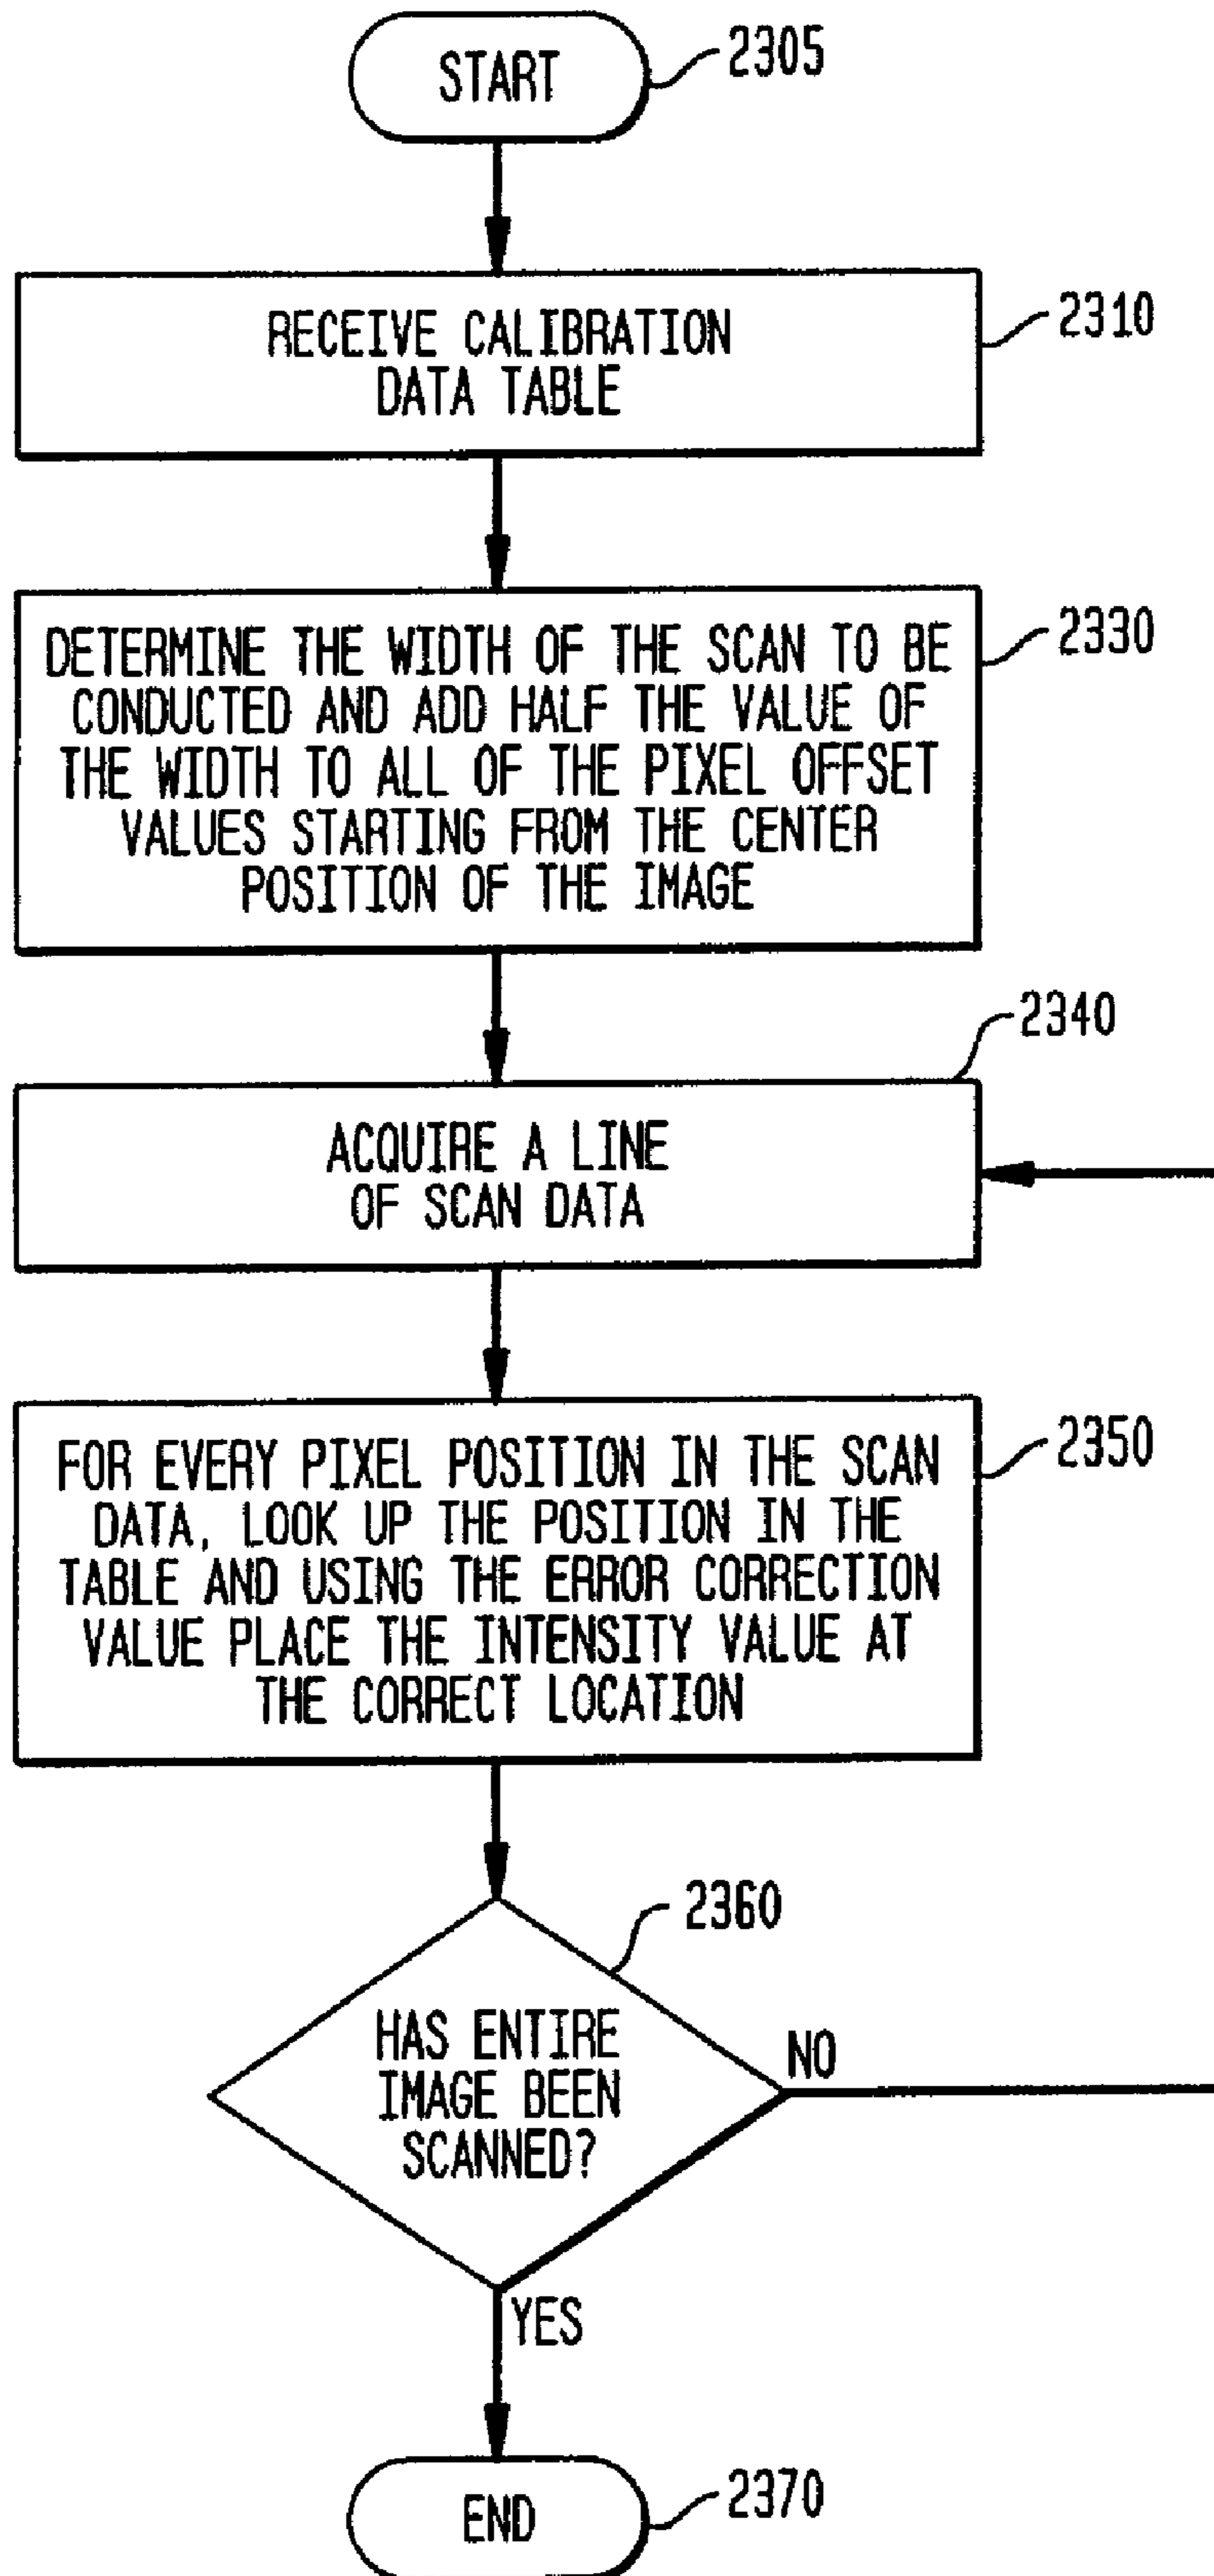 START
2305
RECEIVE CALIBRATION
DATA TABLE
2310
DETERMINE THE WIDTH OF THE SCAN TO BE
CONDUCTED AND ADD HALF THE VALUE OF
THE WIDTH TO ALL OF THE PIXEL OFFSET
VALUES STARTING FROM THE CENTER
POSITION OF THE IMAGE
2330
2340
ACQUIRE A LINE
OF SCAN DATA
FOR EVERY PIXEL POSITION IN THE SCAN
DATA, LOOK UP THE POSITION IN THE
TABLE AND USING THE ERROR CORRECTION
VALUE PLACE THE INTENSITY VALUE AT
THE CORRECT LOCATION
2350
2360
HAS ENTIRE
IMAGE BEEN
SCANNED?
NO
YES
END
2370